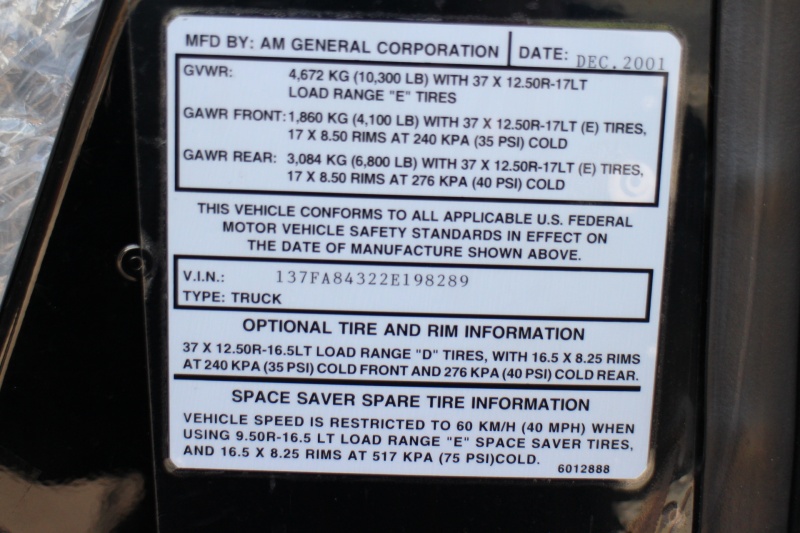 MFD BY: AM GENERAL CORPORATION DATE: DEC. 2001
GVWR: 4,672 KG (10,300 LB) WITH 37 X 12.50R-17LT
LOAD RANGE "E" TIRES
GAWR FRONT: 1,860 KG (4,100 LB) WITH 37 X 12.50R-17LT (E) TIRES,
17 X 8.50 RIMS AT 240 KPA (35 PSI) COLD
GAWR REAR: 3,084 KG (6,800 LB) WITH 37 X 12.50R-17LT (E) TIRES,
17 X 8.50 RIMS AT 276 KPA (40 PSI) COLD
THIS VEHICLE CONFORMS TO ALL APPLICABLE U.S. FEDERAL
MOTOR VEHICLE SAFETY STANDARDS IN EFFECT ON
THE DATE OF MANUFACTURE SHOWN ABOVE.
V.I.N.: 137FA84322E198289
TYPE: TRUCK
OPTIONAL TIRE AND RIM INFORMATION
37 X 12.50R-16.5LT LOAD RANGE "D" TIRES, WITH 16.5 X 8.25 RIMS
AT 240 KPA (35 PSI) COLD FRONT AND 276 KPA (40 PSI) COLD REAR.
SPACE SAVER SPARE TIRE INFORMATION
VEHICLE SPEED IS RESTRICTED TO 60 KM/H (40 MPH) WHEN
USING 9.50R-16.5 LT LOAD RANGE "E" SPACE SAVER TIRES,
AND 16.5 X 8.25 RIMS AT 517 KPA (75 PSI)COLD.
6012888